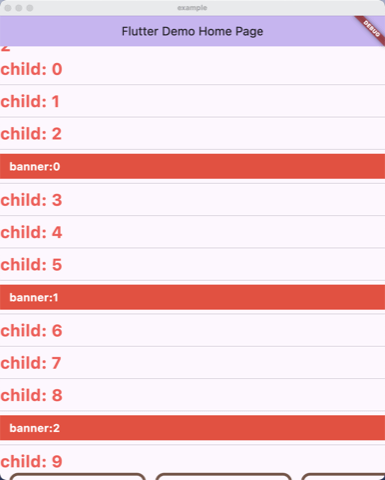 example
Flutter Demo Home Page
DEBUG
2
child: 0
child: 1
child: 2
banner:0
child: 3
child: 4
child: 5
banner:1
child: 6
child: 7
child: 8
banner:2
child: 9